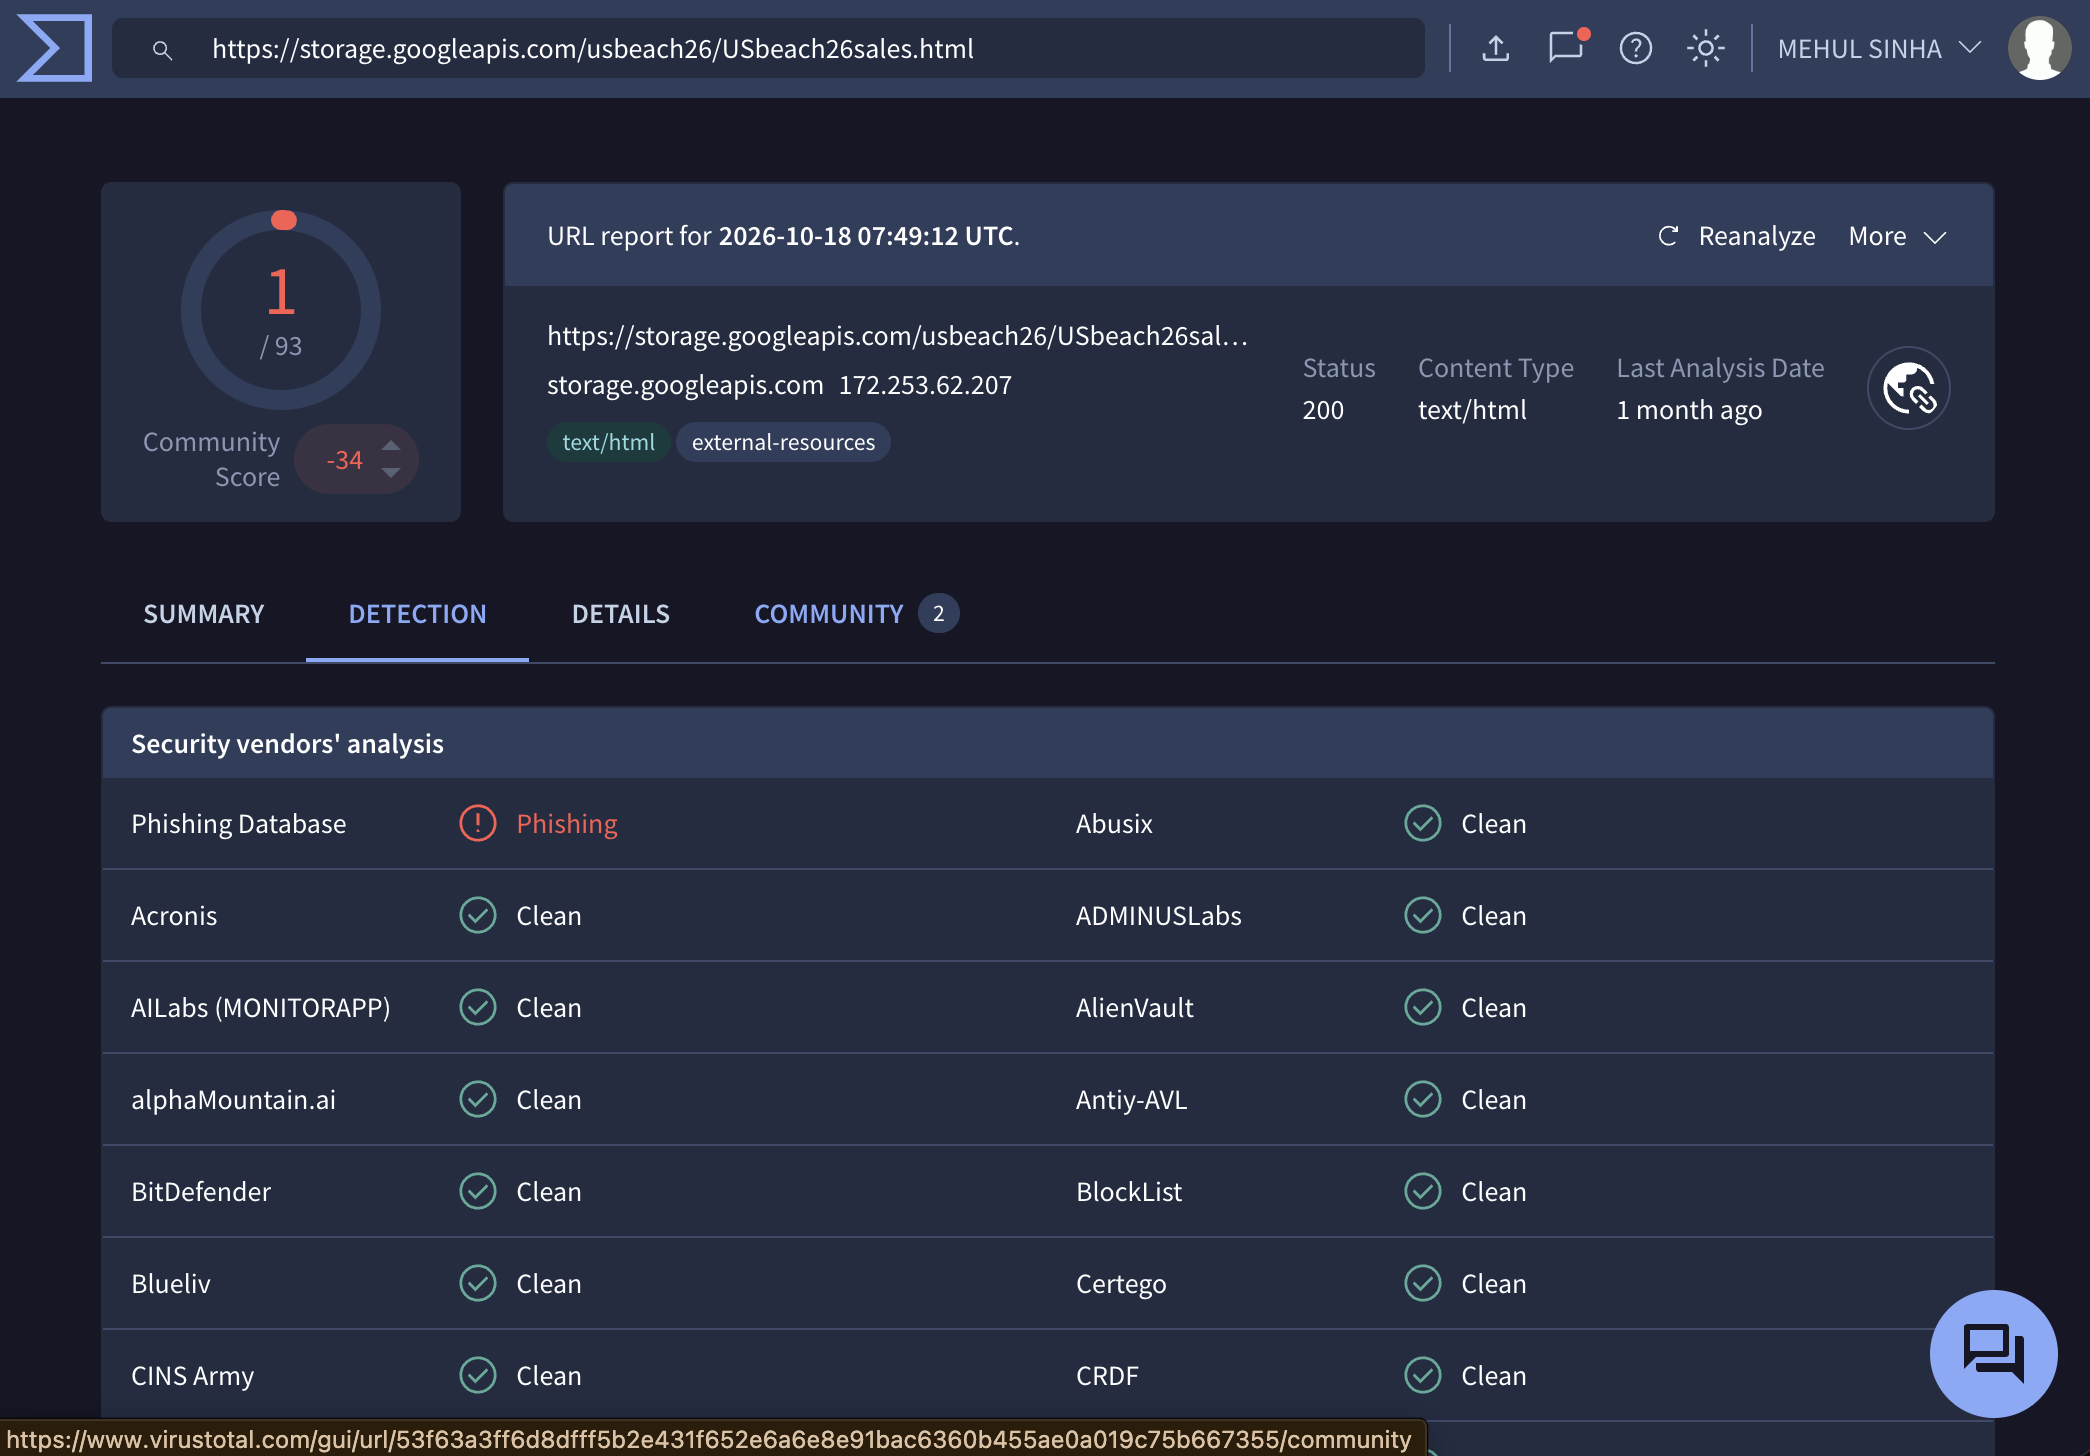 https://storage.googleapis.com/usbeach26/USbeach26sales.html
MEHUL SINHA
1
/ 93
Community
Score
-34
URL report for 2026-10-18 07:49:12 UTC.
Reanalyze
More
https://storage.googleapis.com/usbeach26/USbeach26sal…
storage.googleapis.com 172.253.62.207
text/html
external-resources
Status
200
Content Type
text/html
Last Analysis Date
1 month ago
SUMMARY
DETECTION
DETAILS
COMMUNITY 2
Security vendors' analysis
Phishing Database Phishing Abusix Clean
Acronis Clean ADMINUSLabs Clean
AILabs (MONITORAPP) Clean AlienVault Clean
alphaMountain.ai Clean Antiy-AVL Clean
BitDefender Clean BlockList Clean
Blueliv Clean Certego Clean
CINS Army Clean CRDF Clean
https://www.virustotal.com/gui/url/53f63a3ff6d8dfff5b2e431f652e6a6e8e91bac6360b455ae0a019c75b667355/community